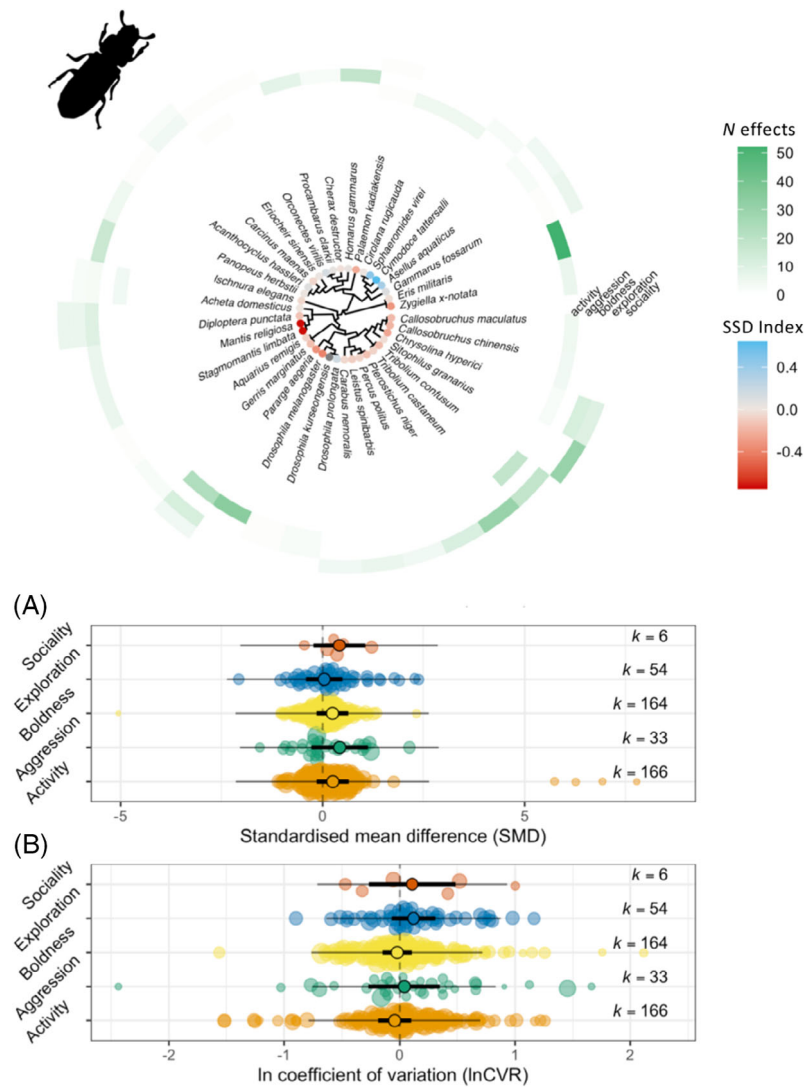 N effects
50
40
30
20
10
0
SSD Index
0.4
0.0
-0.4
activity
aggression
boldness
exploration
sociality
Homarus gammarus
Palaemon kadiakensis
Cirolana rugicauda
Sphaeromides virei
Cymodoce tattersalli
Asellus aquaticus
Gammarus fossarum
Eris militaris
Zygiella x-notata
Callosobruchus maculatus
Callosobruchus chinensis
Chrysolina hyperici
Sitophilus granarius
Tribolium confusum
Tribolium castaneum
Pterostichus niger
Percus politus
Leistus spinibarbis
Carabus nemoralis
Drosophila prolongata
Drosophila kurseongensis
Drosophila melanogaster
Pararge aegeria
Gerris marginatus
Aquarius remigis
Stagmomantis limbata
Mantis religiosa
Diploptera punctata
Acheta domesticus
Ischnura elegans
Panopeus herbstii
Acanthocyclus hassleri
Carcinus maenas
Eriocheir sinensis
Orconectes virilis
Procambarus clarkii
Cherax destructor
(A)
Sociality
k = 6
Exploration
k = 54
Boldness
k = 164
Aggression
k = 33
Activity
k = 166
-5
0
5
Standardised mean difference (SMD)
(B)
Sociality
k = 6
Exploration
k = 54
Boldness
k = 164
Aggression
k = 33
Activity
k = 166
-2
-1
0
1
2
ln coefficient of variation (lnCVR)